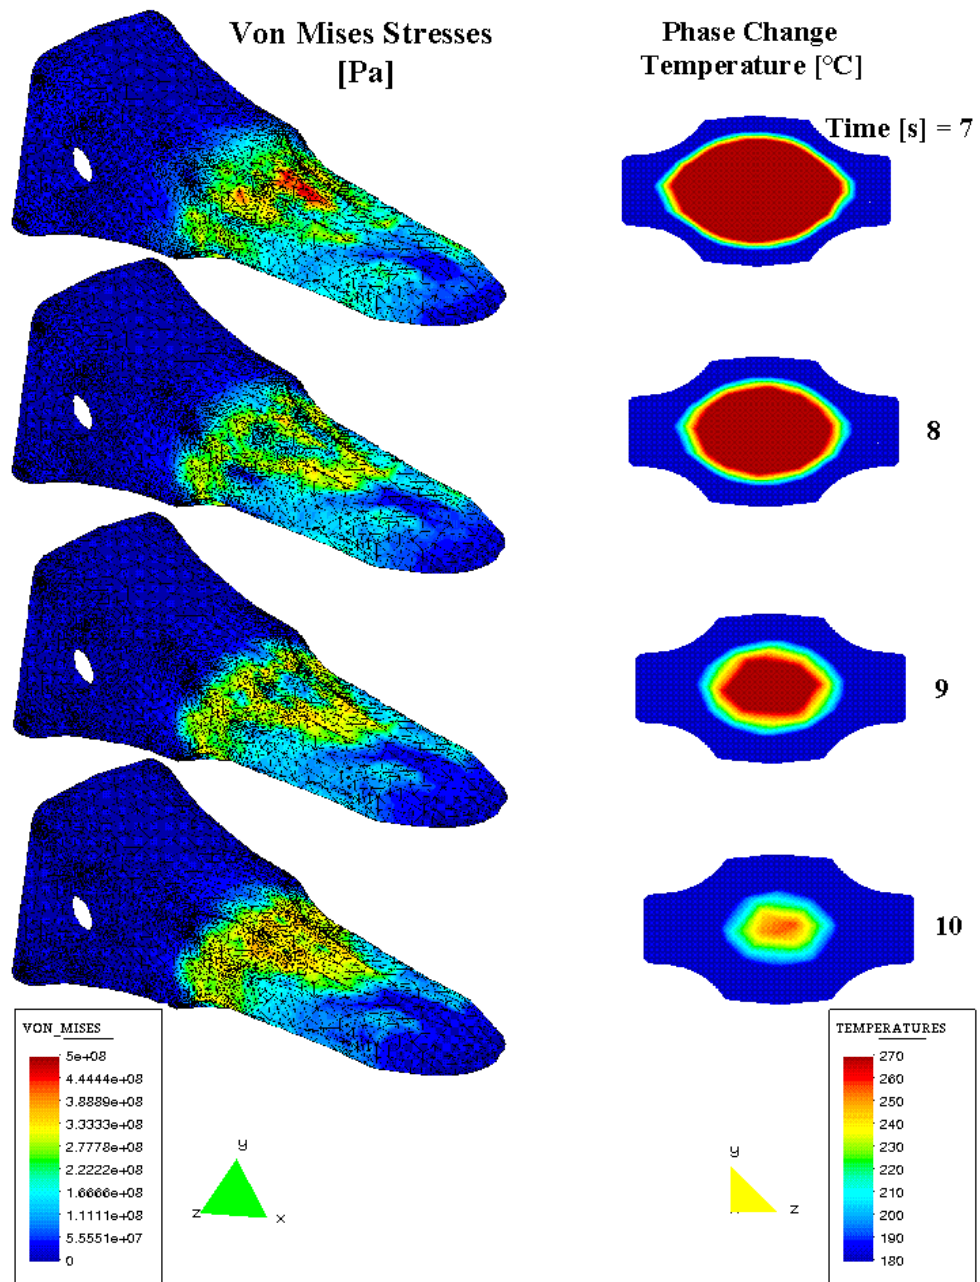 Von Mises Stresses
[Pa]
Phase Change
Temperature [°C]
Time [s] = 7
8
9
10
VON_MISES
5e+08
4.4444e+08
3.8889e+08
3.3333e+08
2.7778e+08
2.2222e+08
1.6666e+08
1.1111e+08
5.5551e+07
0
y
z
x
y
z
TEMPERATURES
270
260
250
240
230
220
210
200
190
180